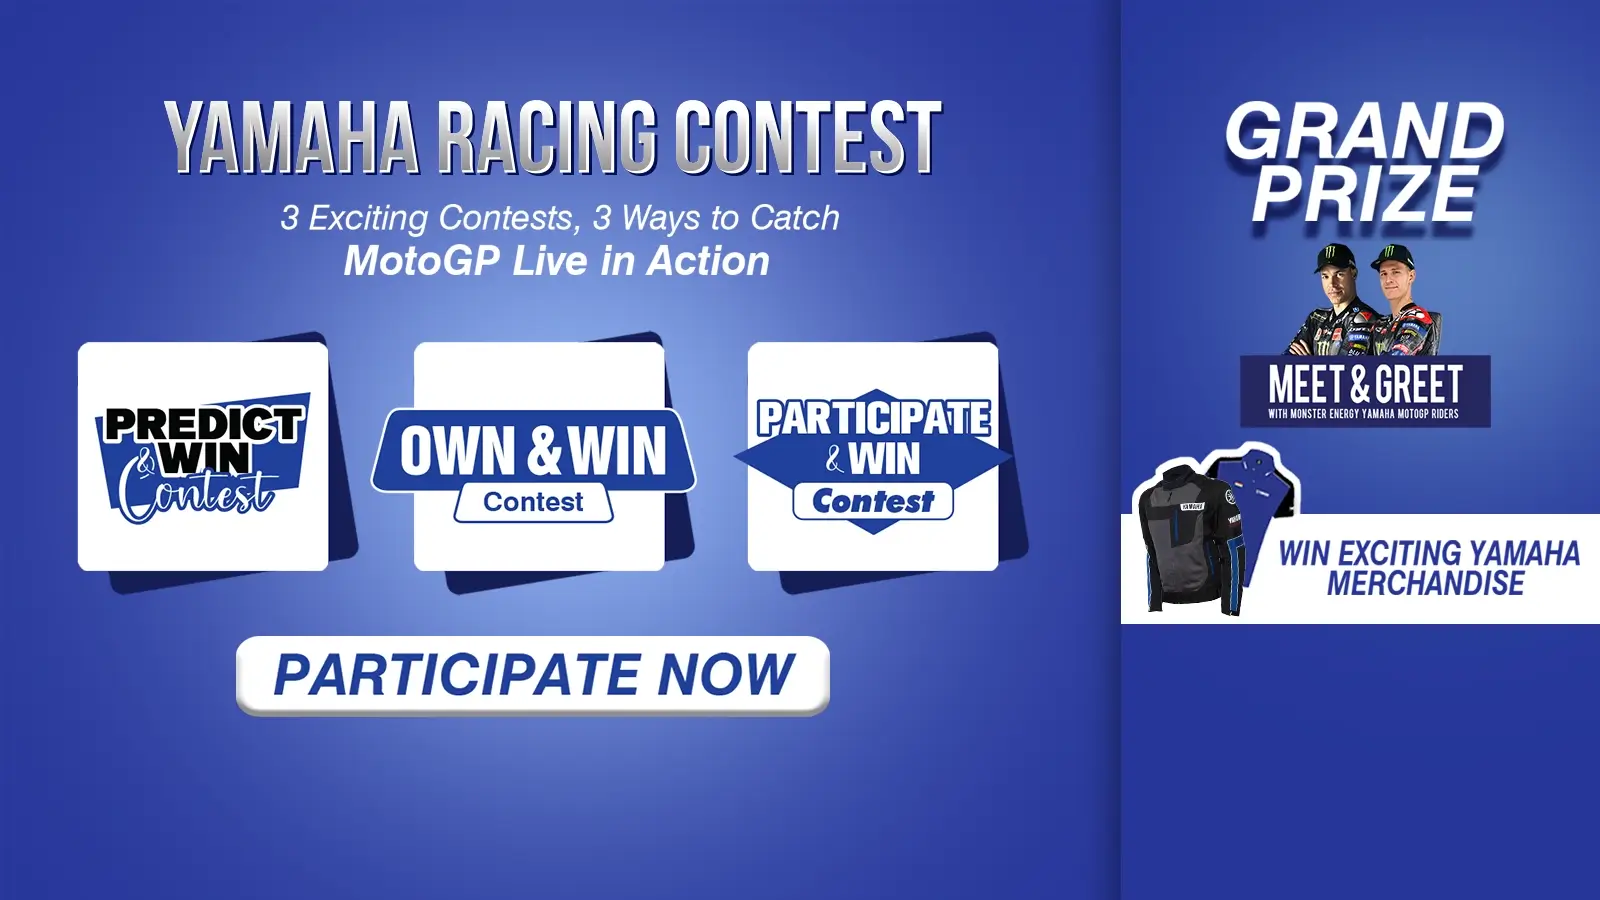 YAMAHA RACING CONTEST
3 Exciting Contests, 3 Ways to Catch
MotoGP Live in Action
PREDICT
& WIN
Contest
OWN & WIN
Contest
PARTICIPATE
& WIN
Contest
PARTICIPATE NOW
GRAND
PRIZE
MEET & GREET
WITH MONSTER ENERGY YAMAHA MOTOGP RIDERS
YAMAHA
WIN EXCITING YAMAHA
MERCHANDISE